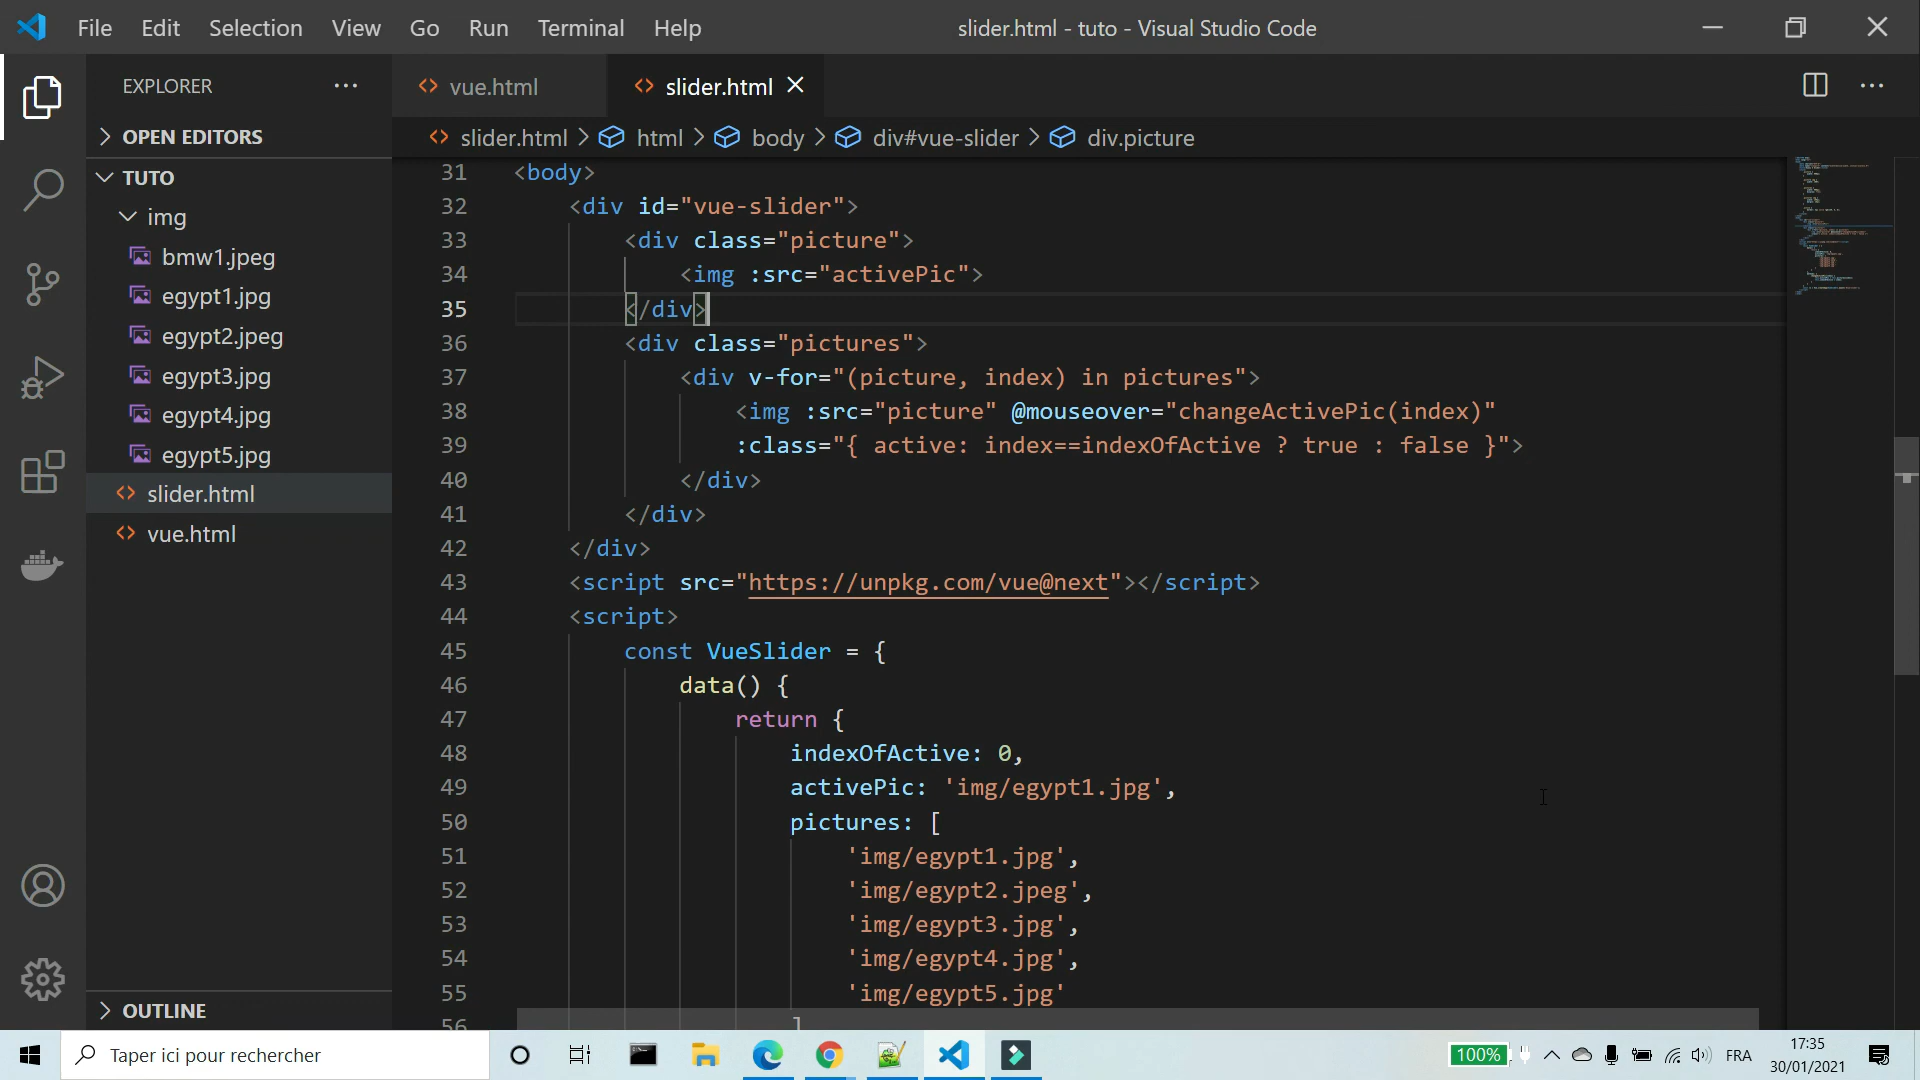 File Edit Selection View Go Run Terminal Help
slider.html - tuto - Visual Studio Code
EXPLORER
vue.html
slider.html
OPEN EDITORS
slider.html > html > body > div#vue-slider > div.picture
TUTO
img
bmw1.jpeg
egypt1.jpg
egypt2.jpeg
egypt3.jpg
egypt4.jpg
egypt5.jpg
slider.html
vue.html
OUTLINE
31 <body>
32 <div id="vue-slider">
33 <div class="picture">
34 <img :src="activePic">
35 </div>
36 <div class="pictures">
37 <div v-for="(picture, index) in pictures">
38 <img :src="picture" @mouseover="changeActivePic(index)"
39 :class="{ active: index==indexOfActive ? true : false }">
40 </div>
41 </div>
42 </div>
43 <script src="https://unpkg.com/vue@next"></script>
44 <script>
45 const VueSlider = {
46 data() {
47 return {
48 indexOfActive: 0,
49 activePic: 'img/egypt1.jpg',
50 pictures: [
51 'img/egypt1.jpg',
52 'img/egypt2.jpeg',
53 'img/egypt3.jpg',
54 'img/egypt4.jpg',
55 'img/egypt5.jpg'
56 ]
Taper ici pour rechercher
100%
FRA
17:35
30/01/2021